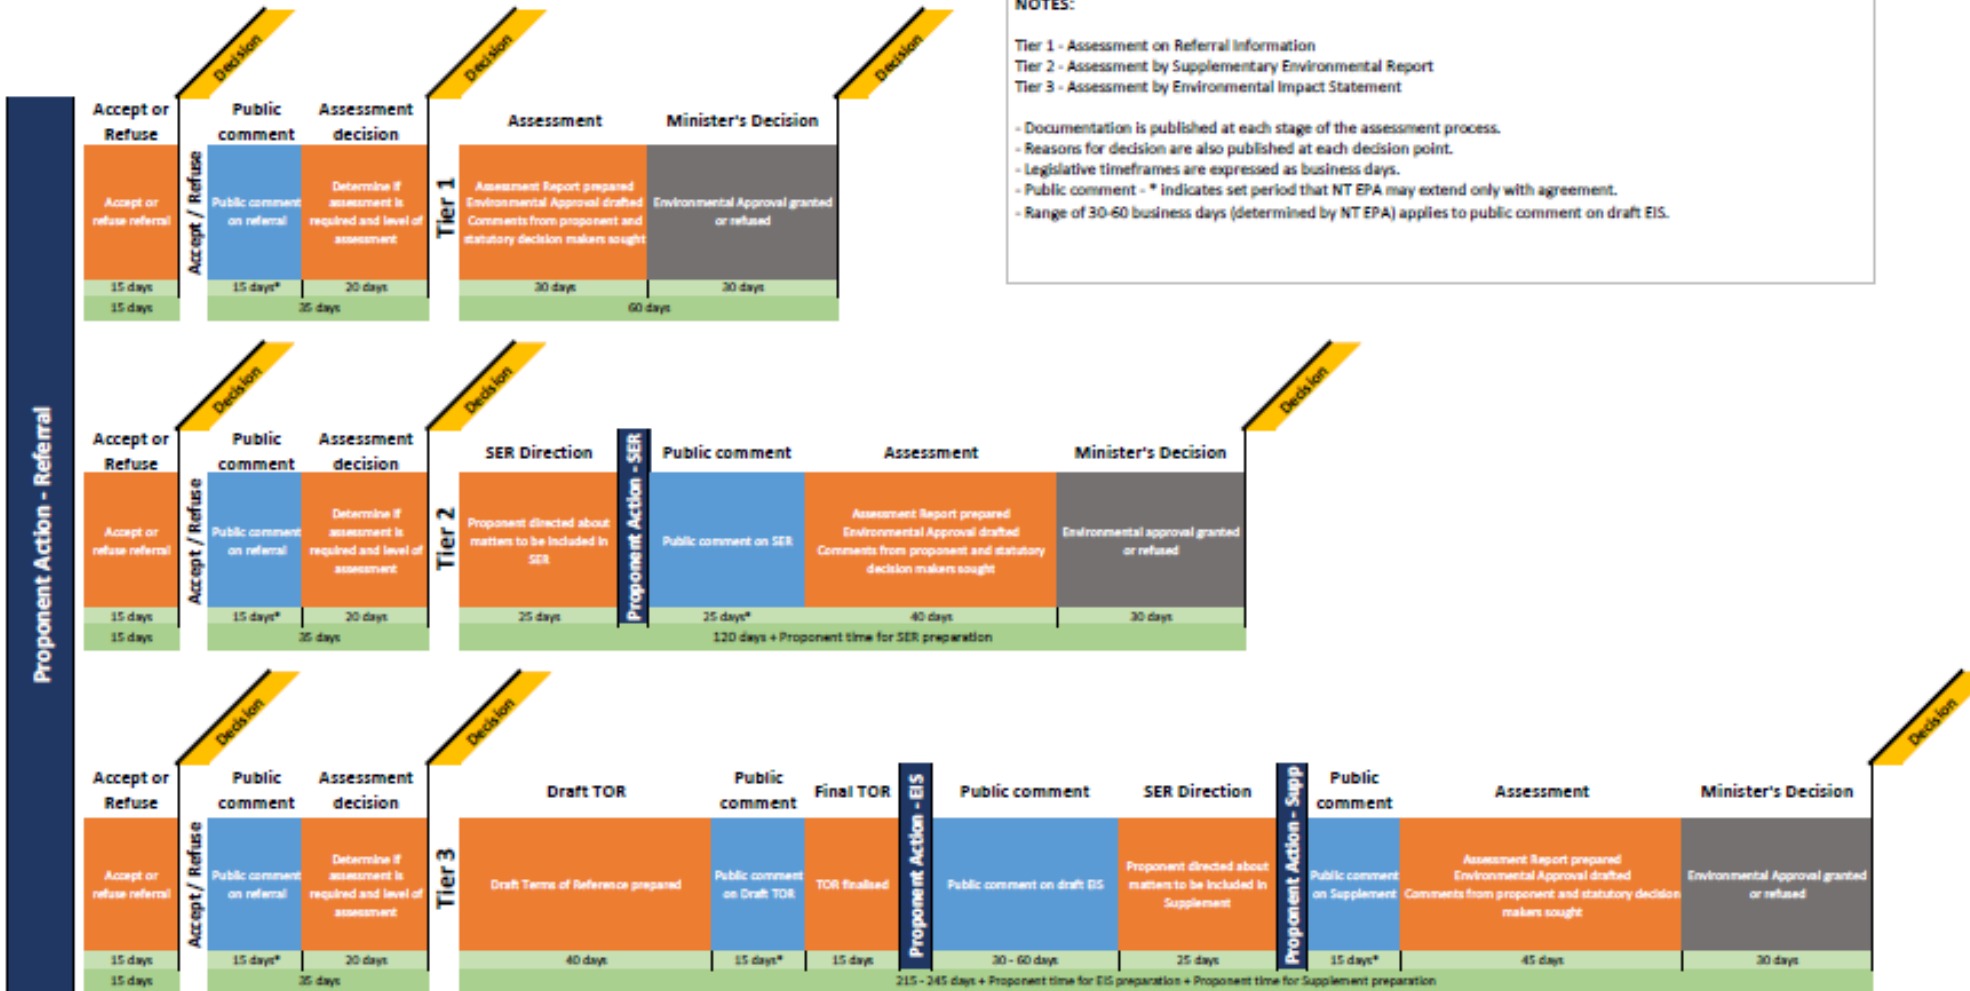 NOTES:
Tier 1 - Assessment on Referral Information
Tier 2 - Assessment by Supplementary Environmental Report
Tier 3 - Assessment by Environmental Impact Statement
- Documentation is published at each stage of the assessment process.
- Reasons for decision are also published at each decision point.
- Legislative timeframes are expressed as business days.
- Public comment - * indicates set period that NT EPA may extend only with agreement.
- Range of 30-60 business days (determined by NT EPA) applies to public comment on draft EIS.
Proponent Action - Referral
Decision
Decision
Decision
Accept or
Refuse
Public
comment
Assessment
decision
Assessment
Minister's Decision
Accept or
refuse referral
Accept / Refuse
Public comment
on referral
Determine if
assessment is
required and level of
assessment
Tier 1
Assessment Report prepared
Environmental Approval drafted
Comments from proponent and
statutory decision makers sought
Environmental Approval granted
or refused
15 days
15 days*
20 days
30 days
30 days
15 days
35 days
60 days
Decision
Decision
Decision
Accept or
Refuse
Public
comment
Assessment
decision
SER Direction
Proponent Action - SER
Public comment
Assessment
Minister's Decision
Accept or
refuse referral
Accept / Refuse
Public comment
on referral
Determine if
assessment is
required and level of
assessment
Tier 2
Proponent directed about
matters to be included in
SER
Public comment on SER
Assessment Report prepared
Environmental Approval drafted
Comments from proponent and statutory
decision makers sought
Environmental approval granted
or refused
15 days
15 days*
20 days
25 days
25 days*
40 days
30 days
15 days
35 days
120 days + Proponent time for SER preparation
Decision
Decision
Decision
Accept or
Refuse
Public
comment
Assessment
decision
Draft TOR
Public
comment
Final TOR
Proponent Action - EIS
Public comment
SER Direction
Proponent Action - Supp
Public
comment
Assessment
Minister's Decision
Accept or
refuse referral
Accept / Refuse
Public comment
on referral
Determine if
assessment is
required and level of
assessment
Tier 3
Draft Terms of Reference prepared
Public comment
on Draft TOR
TOR finalised
Public comment on draft EIS
Proponent directed about
matters to be included in
Supplement
Public comment
on Supplement
Assessment Report prepared
Environmental Approval drafted
Comments from proponent and statutory decision
makers sought
Environmental Approval granted
or refused
15 days
15 days*
20 days
40 days
15 days*
15 days
30 - 60 days
25 days
15 days*
45 days
30 days
15 days
35 days
215 - 245 days + Proponent time for EIS preparation + Proponent time for Supplement preparation